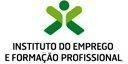 INSTITUTO DO EMPREGO
E FORMAÇÃO PROFISSIONAL